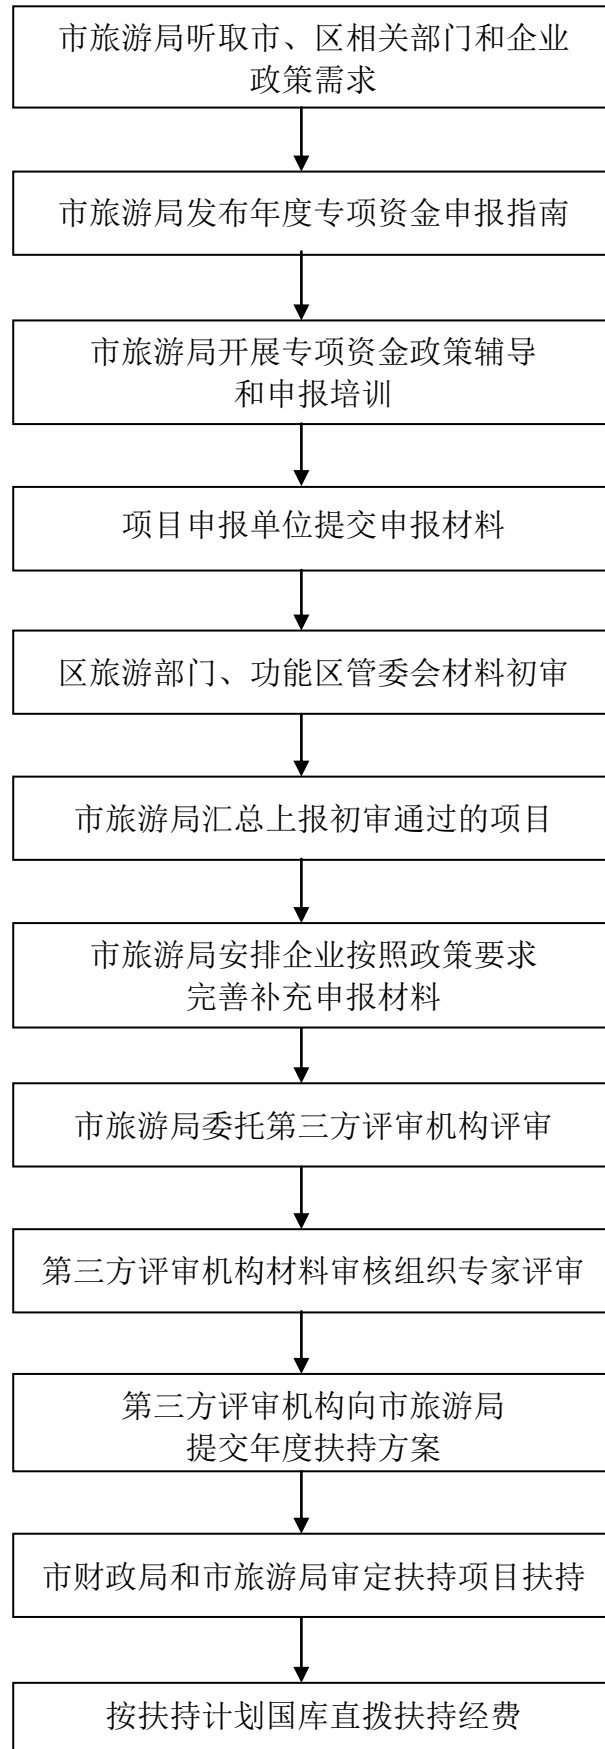 市旅游局听取市、区相关部门和企业
政策需求
市旅游局发布年度专项资金申报指南
市旅游局开展专项资金政策辅导
和申报培训
项目申报单位提交申报材料
区旅游部门、功能区管委会材料初审
市旅游局汇总上报初审通过的项目
市旅游局安排企业按照政策要求
完善补充申报材料
市旅游局委托第三方评审机构评审
第三方评审机构材料审核组织专家评审
第三方评审机构向市旅游局
提交年度扶持方案
市财政局和市旅游局审定扶持项目扶持
按扶持计划国库直拨扶持经费